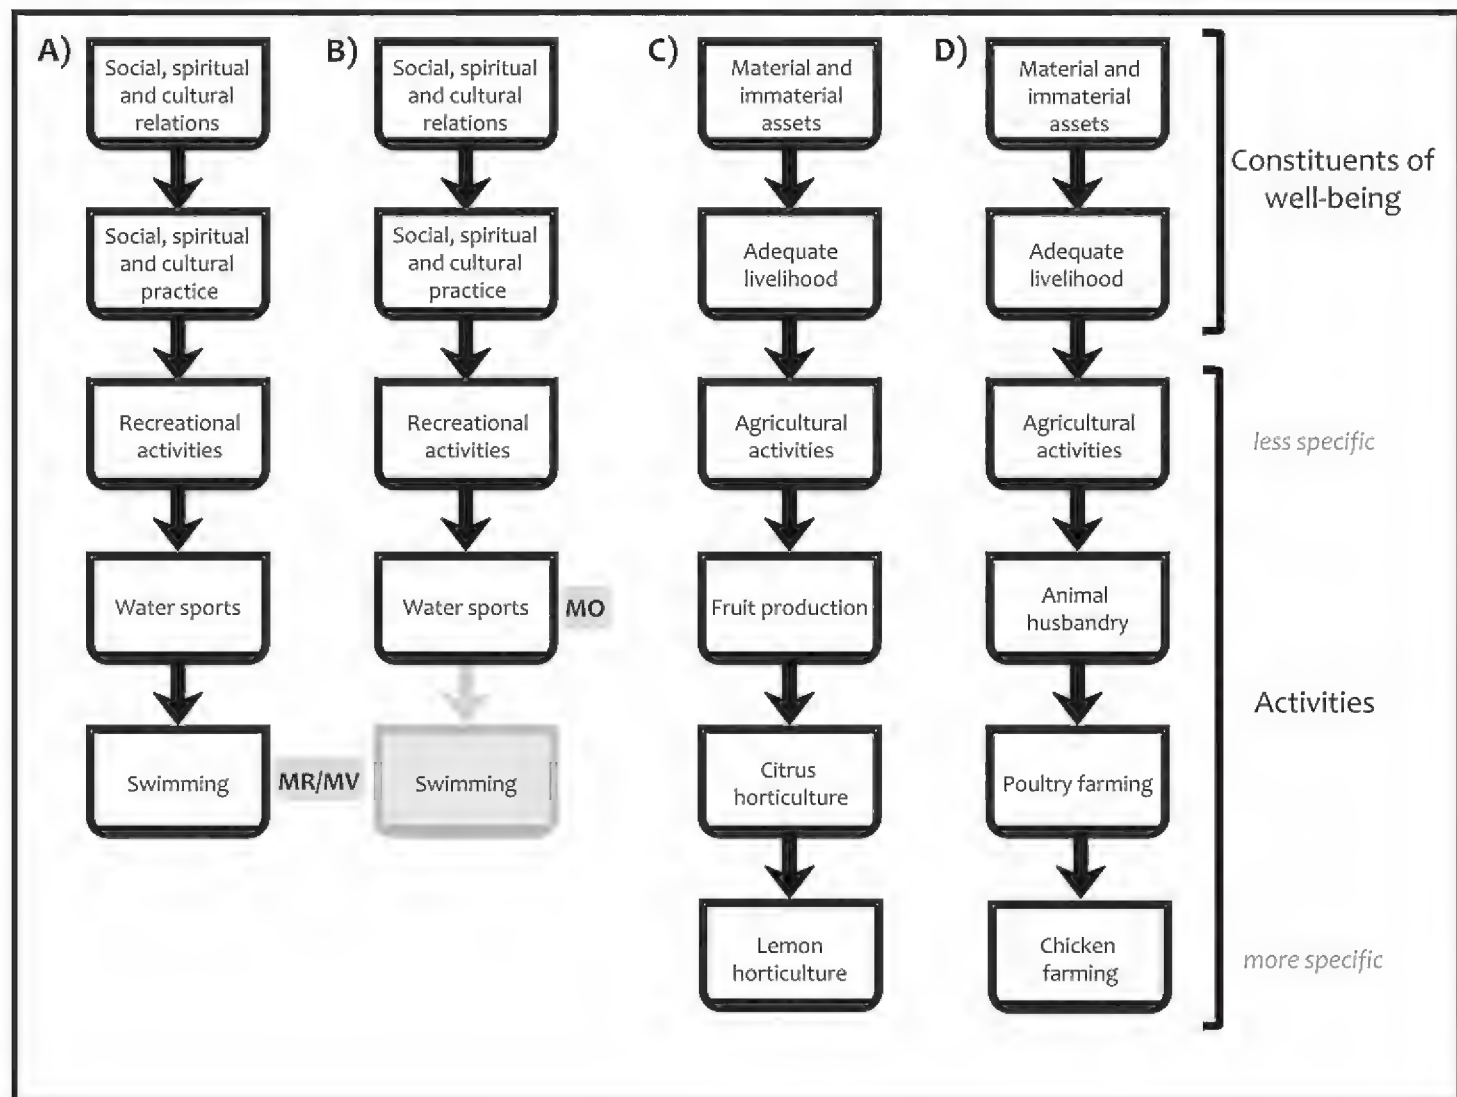 A)
Social, spiritual
and cultural
relations
Social, spiritual
and cultural
practice
Recreational
activities
Water sports
Swimming
MR/MV
B)
Social, spiritual
and cultural
relations
Social, spiritual
and cultural
practice
Recreational
activities
Water sports
MO
Swimming
C)
Material and
immaterial
assets
Adequate
livelihood
Agricultural
activities
Fruit production
Citrus
horticulture
Lemon
horticulture
D)
Material and
immaterial
assets
Adequate
livelihood
Agricultural
activities
Animal
husbandry
Poultry farming
Chicken
farming
Constituents of
well-being
less specific
Activities
more specific